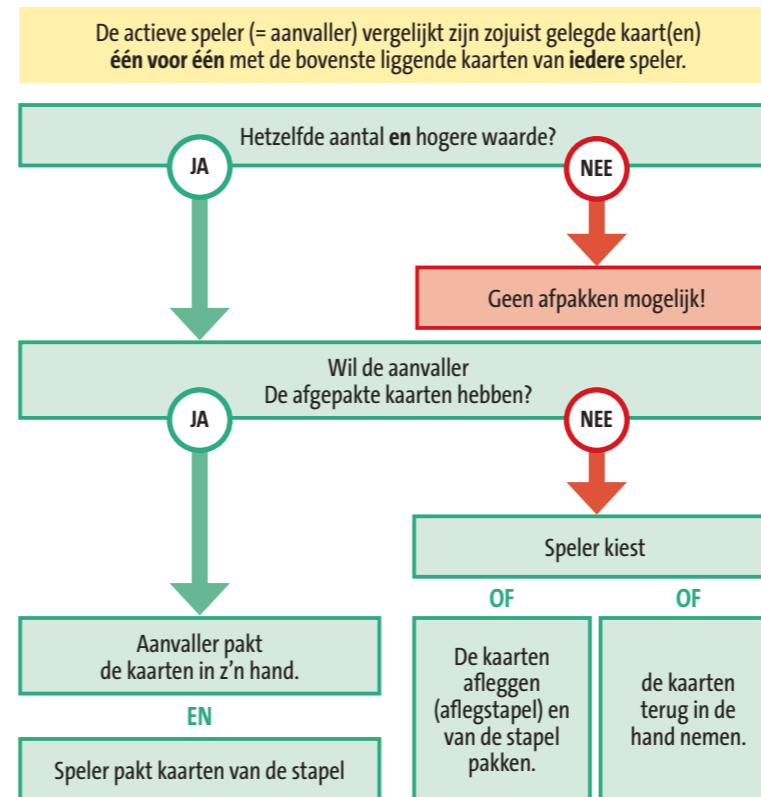 De actieve speler (= aanvaller) vergelijkt zijn zojuist gelegde kaart(en)
één voor één met de bovenste liggende kaarten van iedere speler.
Hetzelfde aantal en hogere waarde?
JA
NEE
Geen afpakken mogelijk!
Wil de aanvaller
De afgepakte kaarten hebben?
JA
NEE
Speler kiest
OF
OF
Aanvaller pakt
de kaarten in z'n hand.
EN
Speler pakt kaarten van de stapel
De kaarten
afleggen
(aflegstapel) en
van de stapel
pakken.
de kaarten
terug in de
hand nemen.